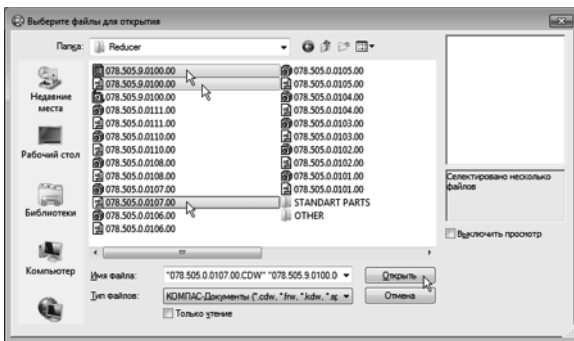 Выберите файлы для открытия
Папка: Reducer
Недавние места
Рабочий стол
Библиотеки
Компьютер
078.505.9.0100.00
078.505.9.0100.00
078.505.9.0100.00
078.505.0.0111.00
078.505.0.0111.00
078.505.0.0110.00
078.505.0.0110.00
078.505.0.0108.00
078.505.0.0108.00
078.505.0.0107.00
078.505.0.0107.00
078.505.0.0106.00
078.505.0.0106.00
078.505.0.0105.00
078.505.0.0105.00
078.505.0.0104.00
078.505.0.0104.00
078.505.0.0103.00
078.505.0.0103.00
078.505.0.0102.00
078.505.0.0102.00
078.505.0.0101.00
078.505.0.0101.00
STANDART PARTS
OTHER
Селектировано несколько
файлов
Выключить просмотр
Имя файла: "078.505.0.0107.00.CDW" "078.505.9.0100.0
Открыть
Тип файлов: КОМПАС-Документы (*.cdw, *.frw, *.kdw, *.sp
Отмена
Только чтение